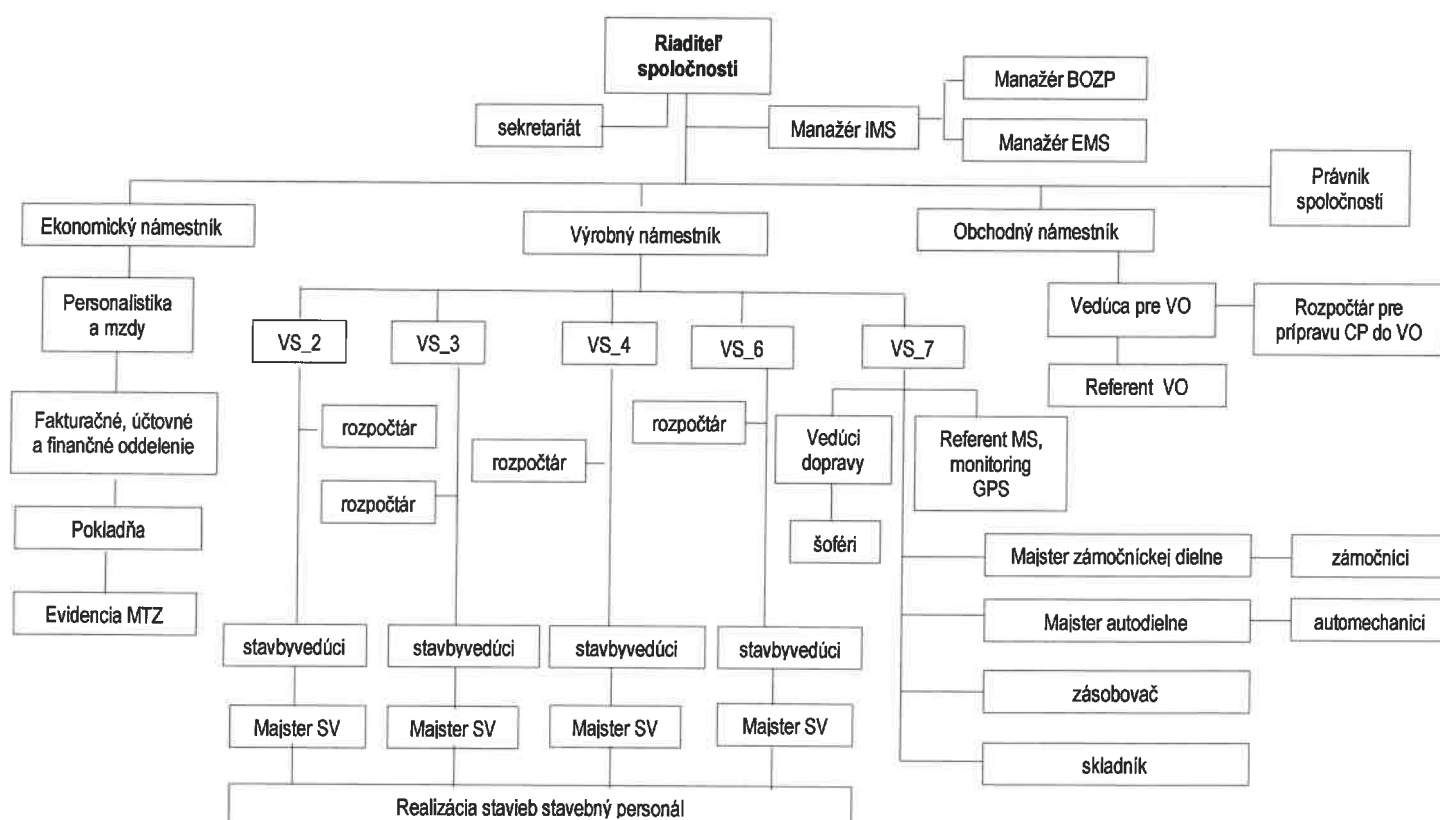 Riaditeľ
spoločnosti
sekretariát
Manažér IMS
Manažér BOZP
Manažér EMS
Právnik
spoločnosti
Ekonomický námestník
Výrobný námestník
Obchodný námestník
Personalistika
a mzdy
Fakturačné, účtovné
a finančné oddelenie
Pokladňa
Evidencia MTZ
VS_2
VS_3
VS_4
VS_6
VS_7
Vedúca pre VO
Rozpočtár pre
prípravu CP do VO
Referent VO
rozpočtár
rozpočtár
rozpočtár
rozpočtár
Vedúci
dopravy
Referent MS,
monitoring
GPS
šoféri
Majster zámočníckej dielne
zámočníci
Majster autodielne
automechanici
zásobovač
skladník
stavbyvedúci
stavbyvedúci
stavbyvedúci
stavbyvedúci
Majster SV
Majster SV
Majster SV
Majster SV
Realizácia stavieb stavebný personál